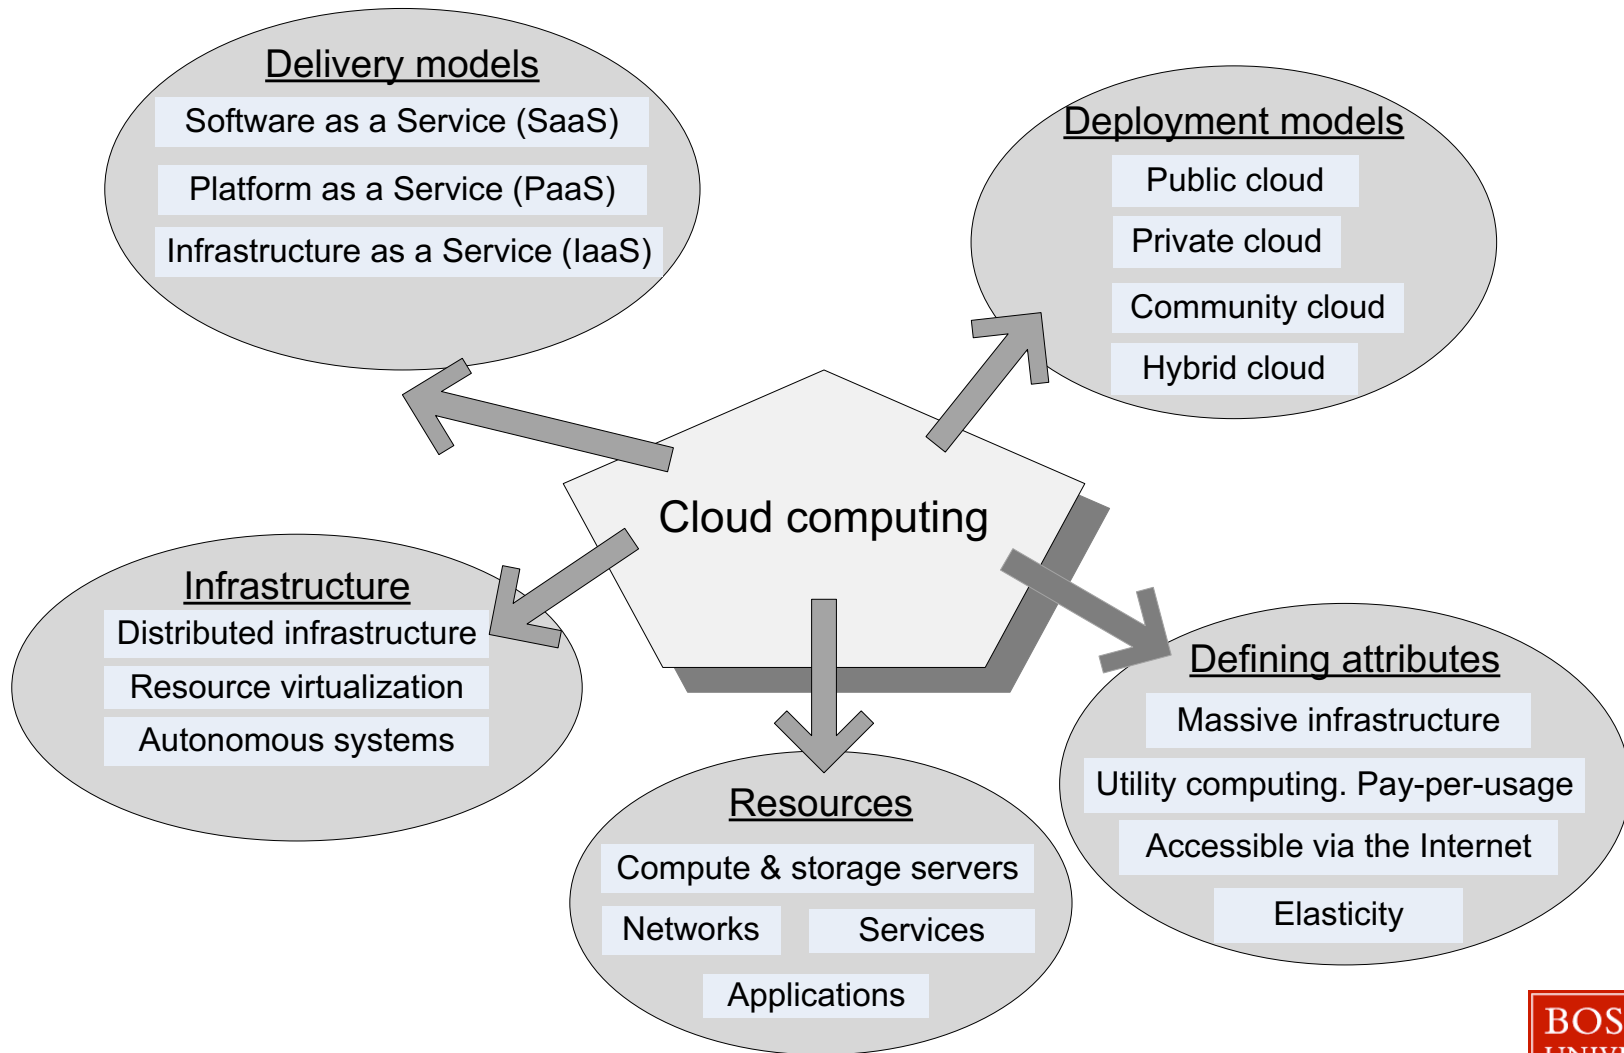 Delivery models
Software as a Service (SaaS)
Platform as a Service (PaaS)
Infrastructure as a Service (IaaS)
Deployment models
Public cloud
Private cloud
Community cloud
Hybrid cloud
Cloud computing
Infrastructure
Distributed infrastructure
Resource virtualization
Autonomous systems
Resources
Compute & storage servers
Networks
Services
Applications
Defining attributes
Massive infrastructure
Utility computing. Pay-per-usage
Accessible via the Internet
Elasticity
BOS